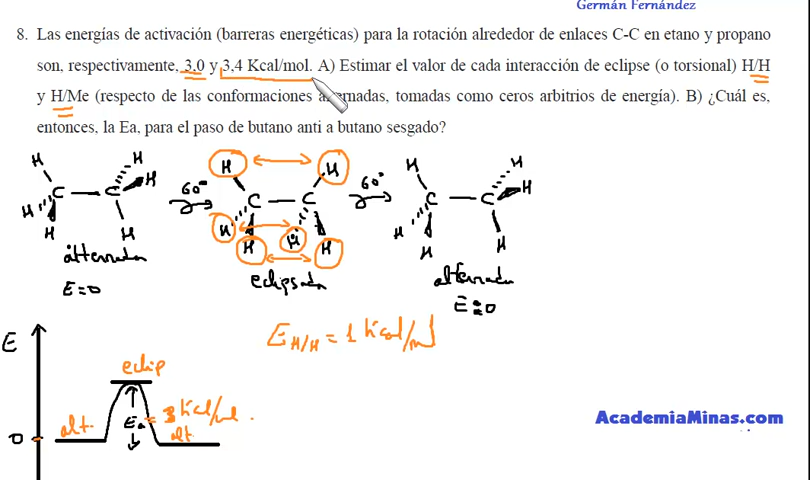 Germán Fernández
8. Las energías de activación (barreras energéticas) para la rotación alrededor de enlaces C-C en etano y propano
son, respectivamente, 3,0 y 3,4 Kcal/mol. A) Estimar el valor de cada interacción de eclipse (o torsional) H/H
y H/Me (respecto de las conformaciones alternadas, tomadas como ceros arbitrios de energía). B) ¿Cuál es,
entonces, la Ea, para el paso de butano anti a butano sesgado?
H H H H H H H
C C 60° C C 60° C C
H H H H H H H H H H H
alternada eclipsada alternada
E=0 E=0
E E H/H = 1 Kcal/m
eclip
alt. Ea = 3 Kcal/ml.
0 alt.
AcademiaMinas.com